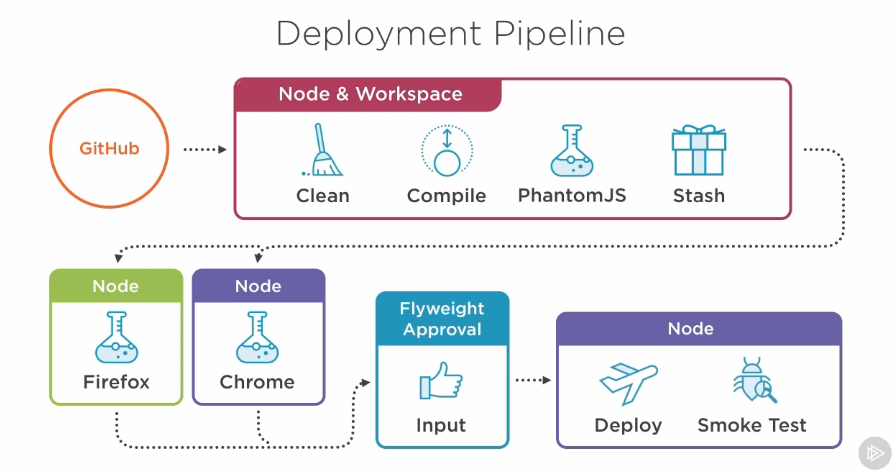 Deployment Pipeline
GitHub
Node & Workspace
Clean
Compile
PhantomJS
Stash
Node
Firefox
Node
Chrome
Flyweight
Approval
Input
Node
Deploy
Smoke Test